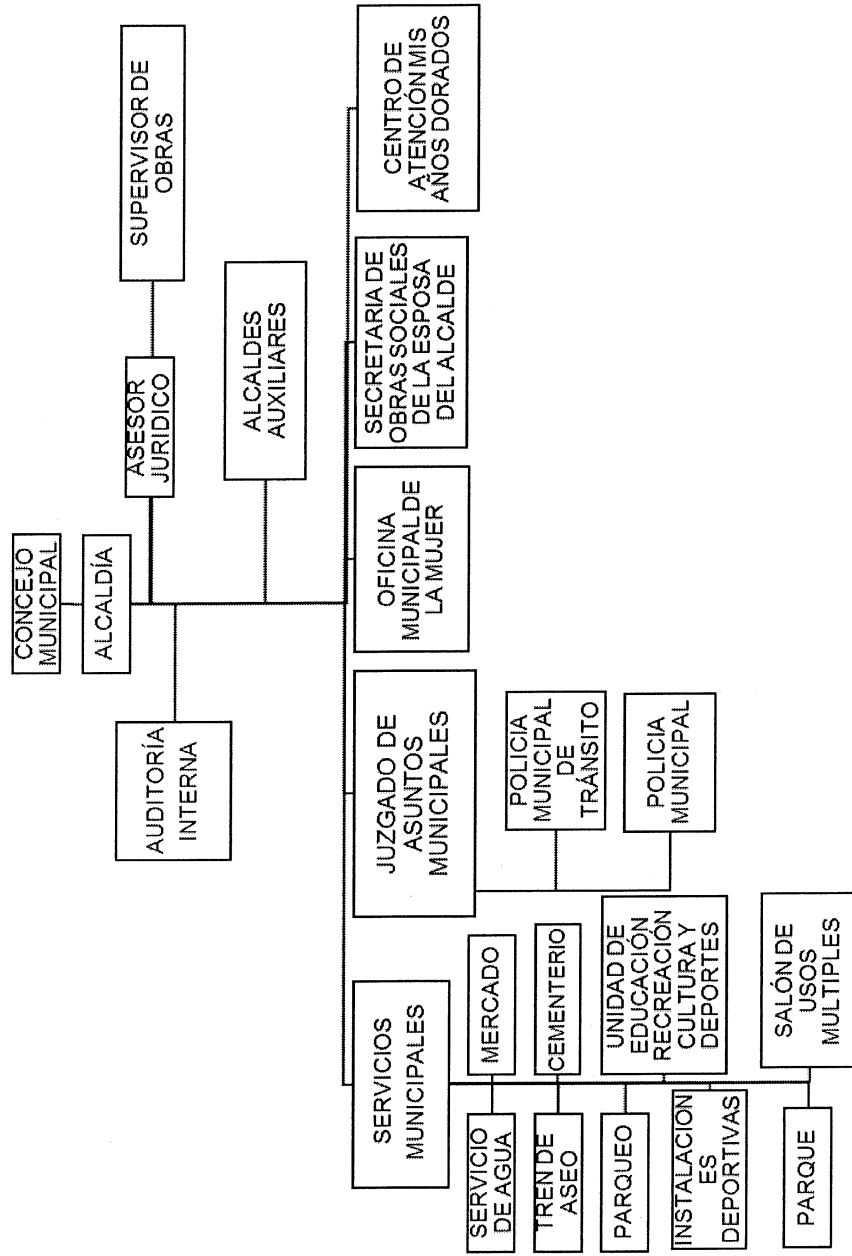 CONCEJO
MUNICIPAL
ALCALDÍA
AUDITORÍA
INTERNA
ASESOR
JURIDICO
SUPERVISOR DE
OBRAS
ALCALDES
AUXILIARES
SERVICIOS
MUNICIPALES
JUZGADO DE
ASUNTOS
MUNICIPALES
OFICINA
MUNICIPAL DE
LA MUJER
SECRETARIA DE
OBRAS SOCIALES
DE LA ESPOSA
DEL ALCALDE
CENTRO DE
ATENCIÓN MIS
AÑOS DORADOS
SERVICIO
DE AGUA
MERCADO
TREN DE
ASEO
CEMENTERIO
PARQUEO
UNIDAD DE
EDUCACIÓN
RECREACIÓN
CULTURA Y
DEPORTES
INSTALACION
ES
DEPORTIVAS
PARQUE
SALÓN DE
USOS
MULTIPLES
POLICIA
MUNICIPAL
DE
TRÁNSITO
POLICIA
MUNICIPAL